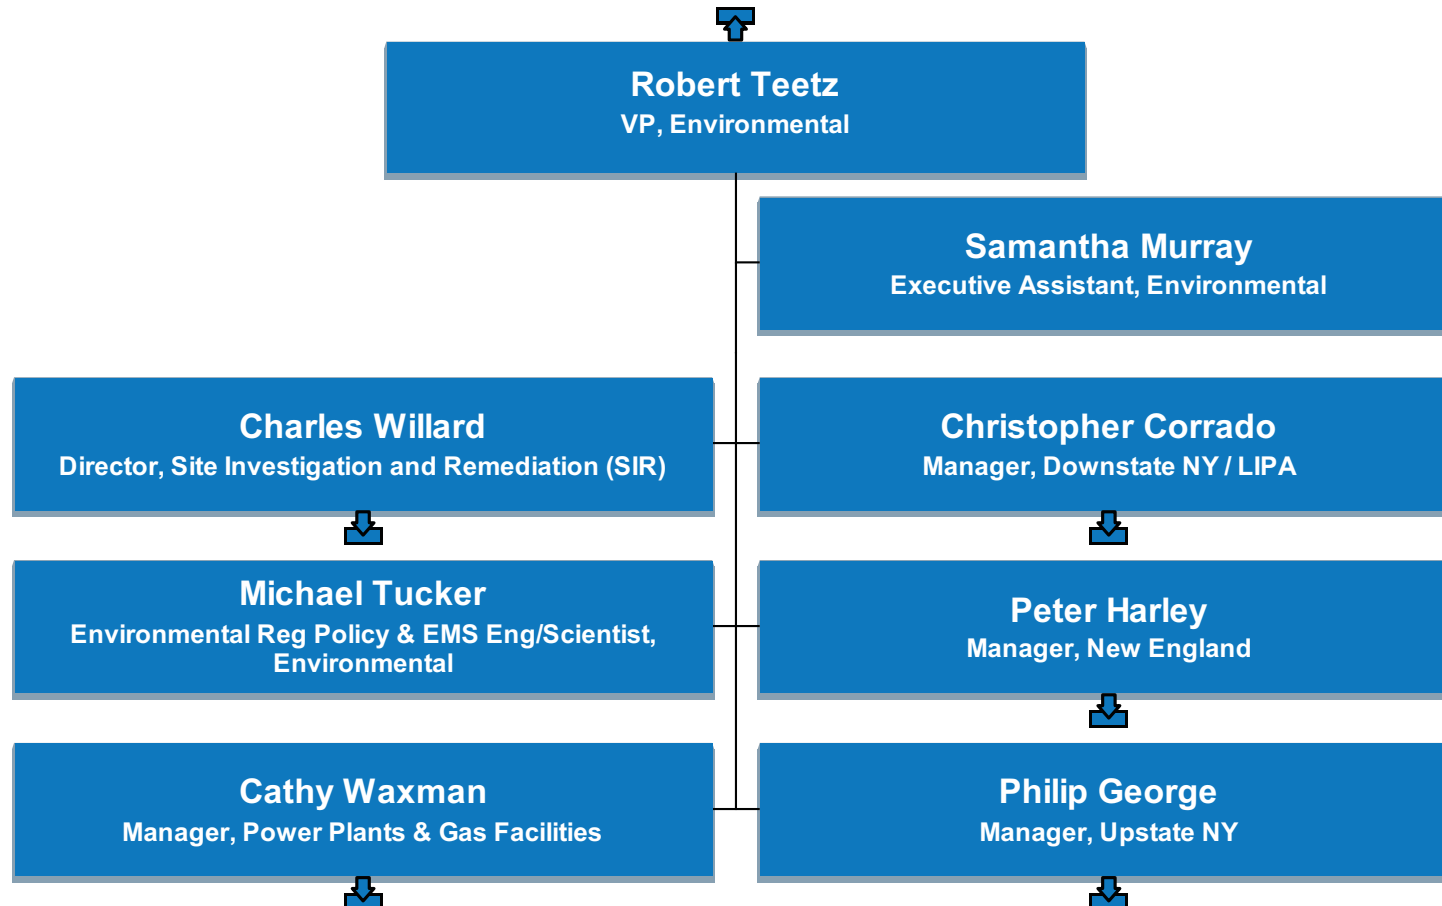 Robert Teetz
VP, Environmental
Samantha Murray
Executive Assistant, Environmental
Charles Willard
Director, Site Investigation and Remediation (SIR)
Christopher Corrado
Manager, Downstate NY / LIPA
Michael Tucker
Environmental Reg Policy & EMS Eng/Scientist,
Environmental
Peter Harley
Manager, New England
Cathy Waxman
Manager, Power Plants & Gas Facilities
Philip George
Manager, Upstate NY